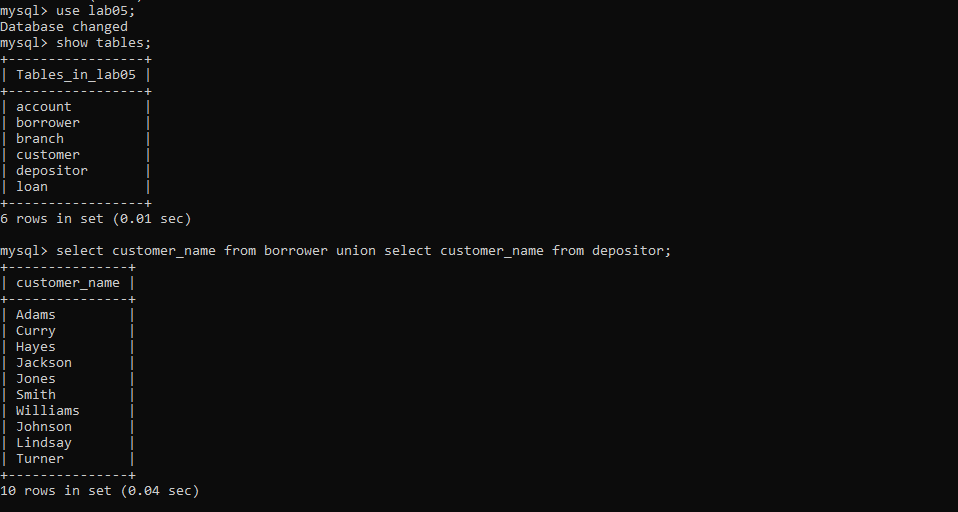 mysql> use lab05;
Database changed
mysql> show tables;
+-----------------+
| Tables_in_lab05 |
+-----------------+
| account         |
| borrower        |
| branch          |
| customer        |
| depositor       |
| loan            |
+-----------------+
6 rows in set (0.01 sec)

mysql> select customer_name from borrower union select customer_name from depositor;
+---------------+
| customer_name |
+---------------+
| Adams         |
| Curry         |
| Hayes         |
| Jackson       |
| Jones         |
| Smith         |
| Williams      |
| Johnson       |
| Lindsay       |
| Turner        |
+---------------+
10 rows in set (0.04 sec)